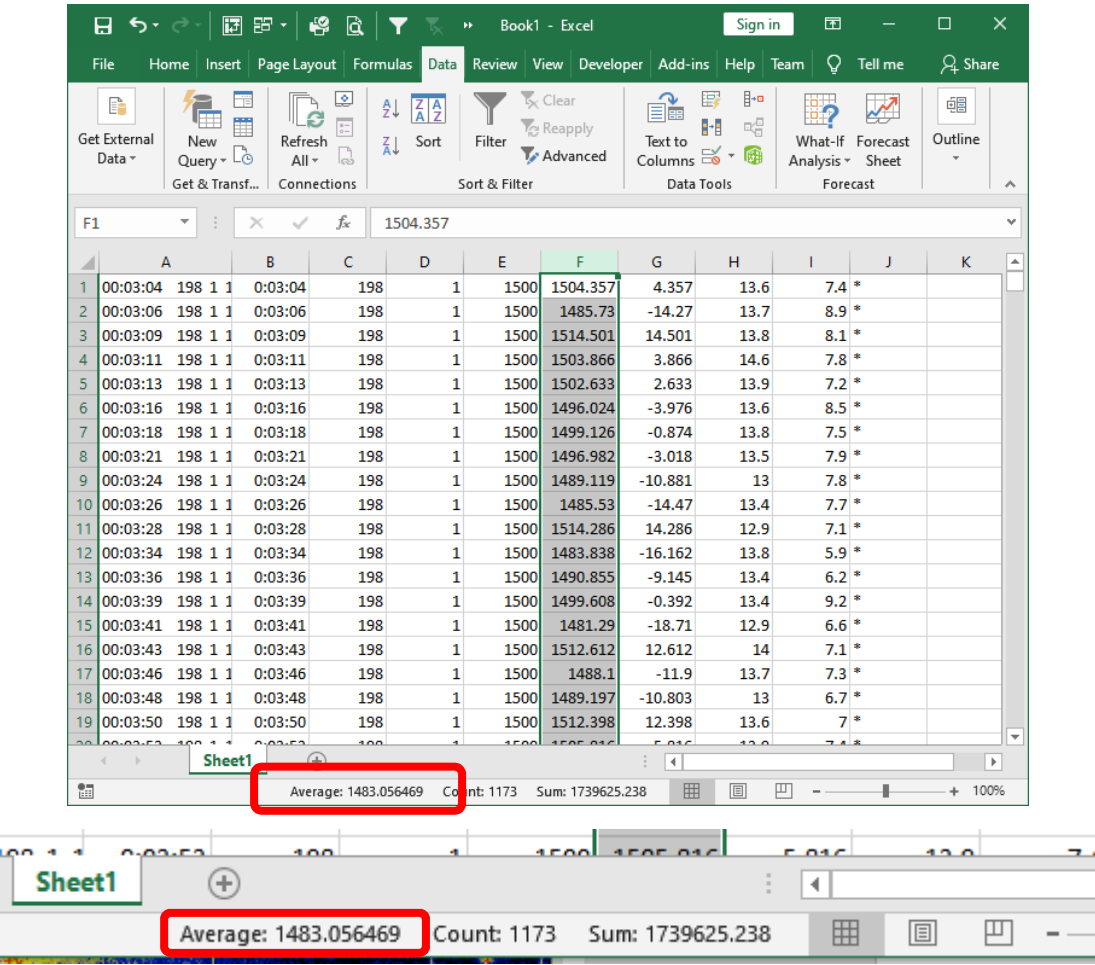 Book1 - Excel Sign in
File Home Insert Page Layout Formulas Data Review View Developer Add-ins Help Team Tell me Share
Get External Data New Query Refresh All Sort Filter Clear Reapply Advanced Text to Columns What-If Analysis Forecast Sheet Outline
Get & Transf... Connections Sort & Filter Data Tools Forecast
F1 fx 1504.357
A B C D E F G H I J K
1 00:03:04 198 1 1 0:03:04 198 1 1500 1504.357 4.357 13.6 7.4 *
2 00:03:06 198 1 1 0:03:06 198 1 1500 1485.73 -14.27 13.7 8.9 *
3 00:03:09 198 1 1 0:03:09 198 1 1500 1514.501 14.501 13.8 8.1 *
4 00:03:11 198 1 1 0:03:11 198 1 1500 1503.866 3.866 14.6 7.8 *
5 00:03:13 198 1 1 0:03:13 198 1 1500 1502.633 2.633 13.9 7.2 *
6 00:03:16 198 1 1 0:03:16 198 1 1500 1496.024 -3.976 13.6 8.5 *
7 00:03:18 198 1 1 0:03:18 198 1 1500 1499.126 -0.874 13.8 7.5 *
8 00:03:21 198 1 1 0:03:21 198 1 1500 1496.982 -3.018 13.5 7.9 *
9 00:03:24 198 1 1 0:03:24 198 1 1500 1489.119 -10.881 13 7.8 *
10 00:03:26 198 1 1 0:03:26 198 1 1500 1485.53 -14.47 13.4 7.7 *
11 00:03:28 198 1 1 0:03:28 198 1 1500 1514.286 14.286 12.9 7.1 *
12 00:03:34 198 1 1 0:03:34 198 1 1500 1483.838 -16.162 13.8 5.9 *
13 00:03:36 198 1 1 0:03:36 198 1 1500 1490.855 -9.145 13.4 6.2 *
14 00:03:39 198 1 1 0:03:39 198 1 1500 1499.608 -0.392 13.4 9.2 *
15 00:03:41 198 1 1 0:03:41 198 1 1500 1481.29 -18.71 12.9 6.6 *
16 00:03:43 198 1 1 0:03:43 198 1 1500 1512.612 12.612 14 7.1 *
17 00:03:46 198 1 1 0:03:46 198 1 1500 1488.1 -11.9 13.7 7.3 *
18 00:03:48 198 1 1 0:03:48 198 1 1500 1489.197 -10.803 13 6.7 *
19 00:03:50 198 1 1 0:03:50 198 1 1500 1512.398 12.398 13.6 7 *
Sheet1
Average: 1483.056469 Count: 1173 Sum: 1739625.238 100%
Sheet1
Average: 1483.056469 Count: 1173 Sum: 1739625.238